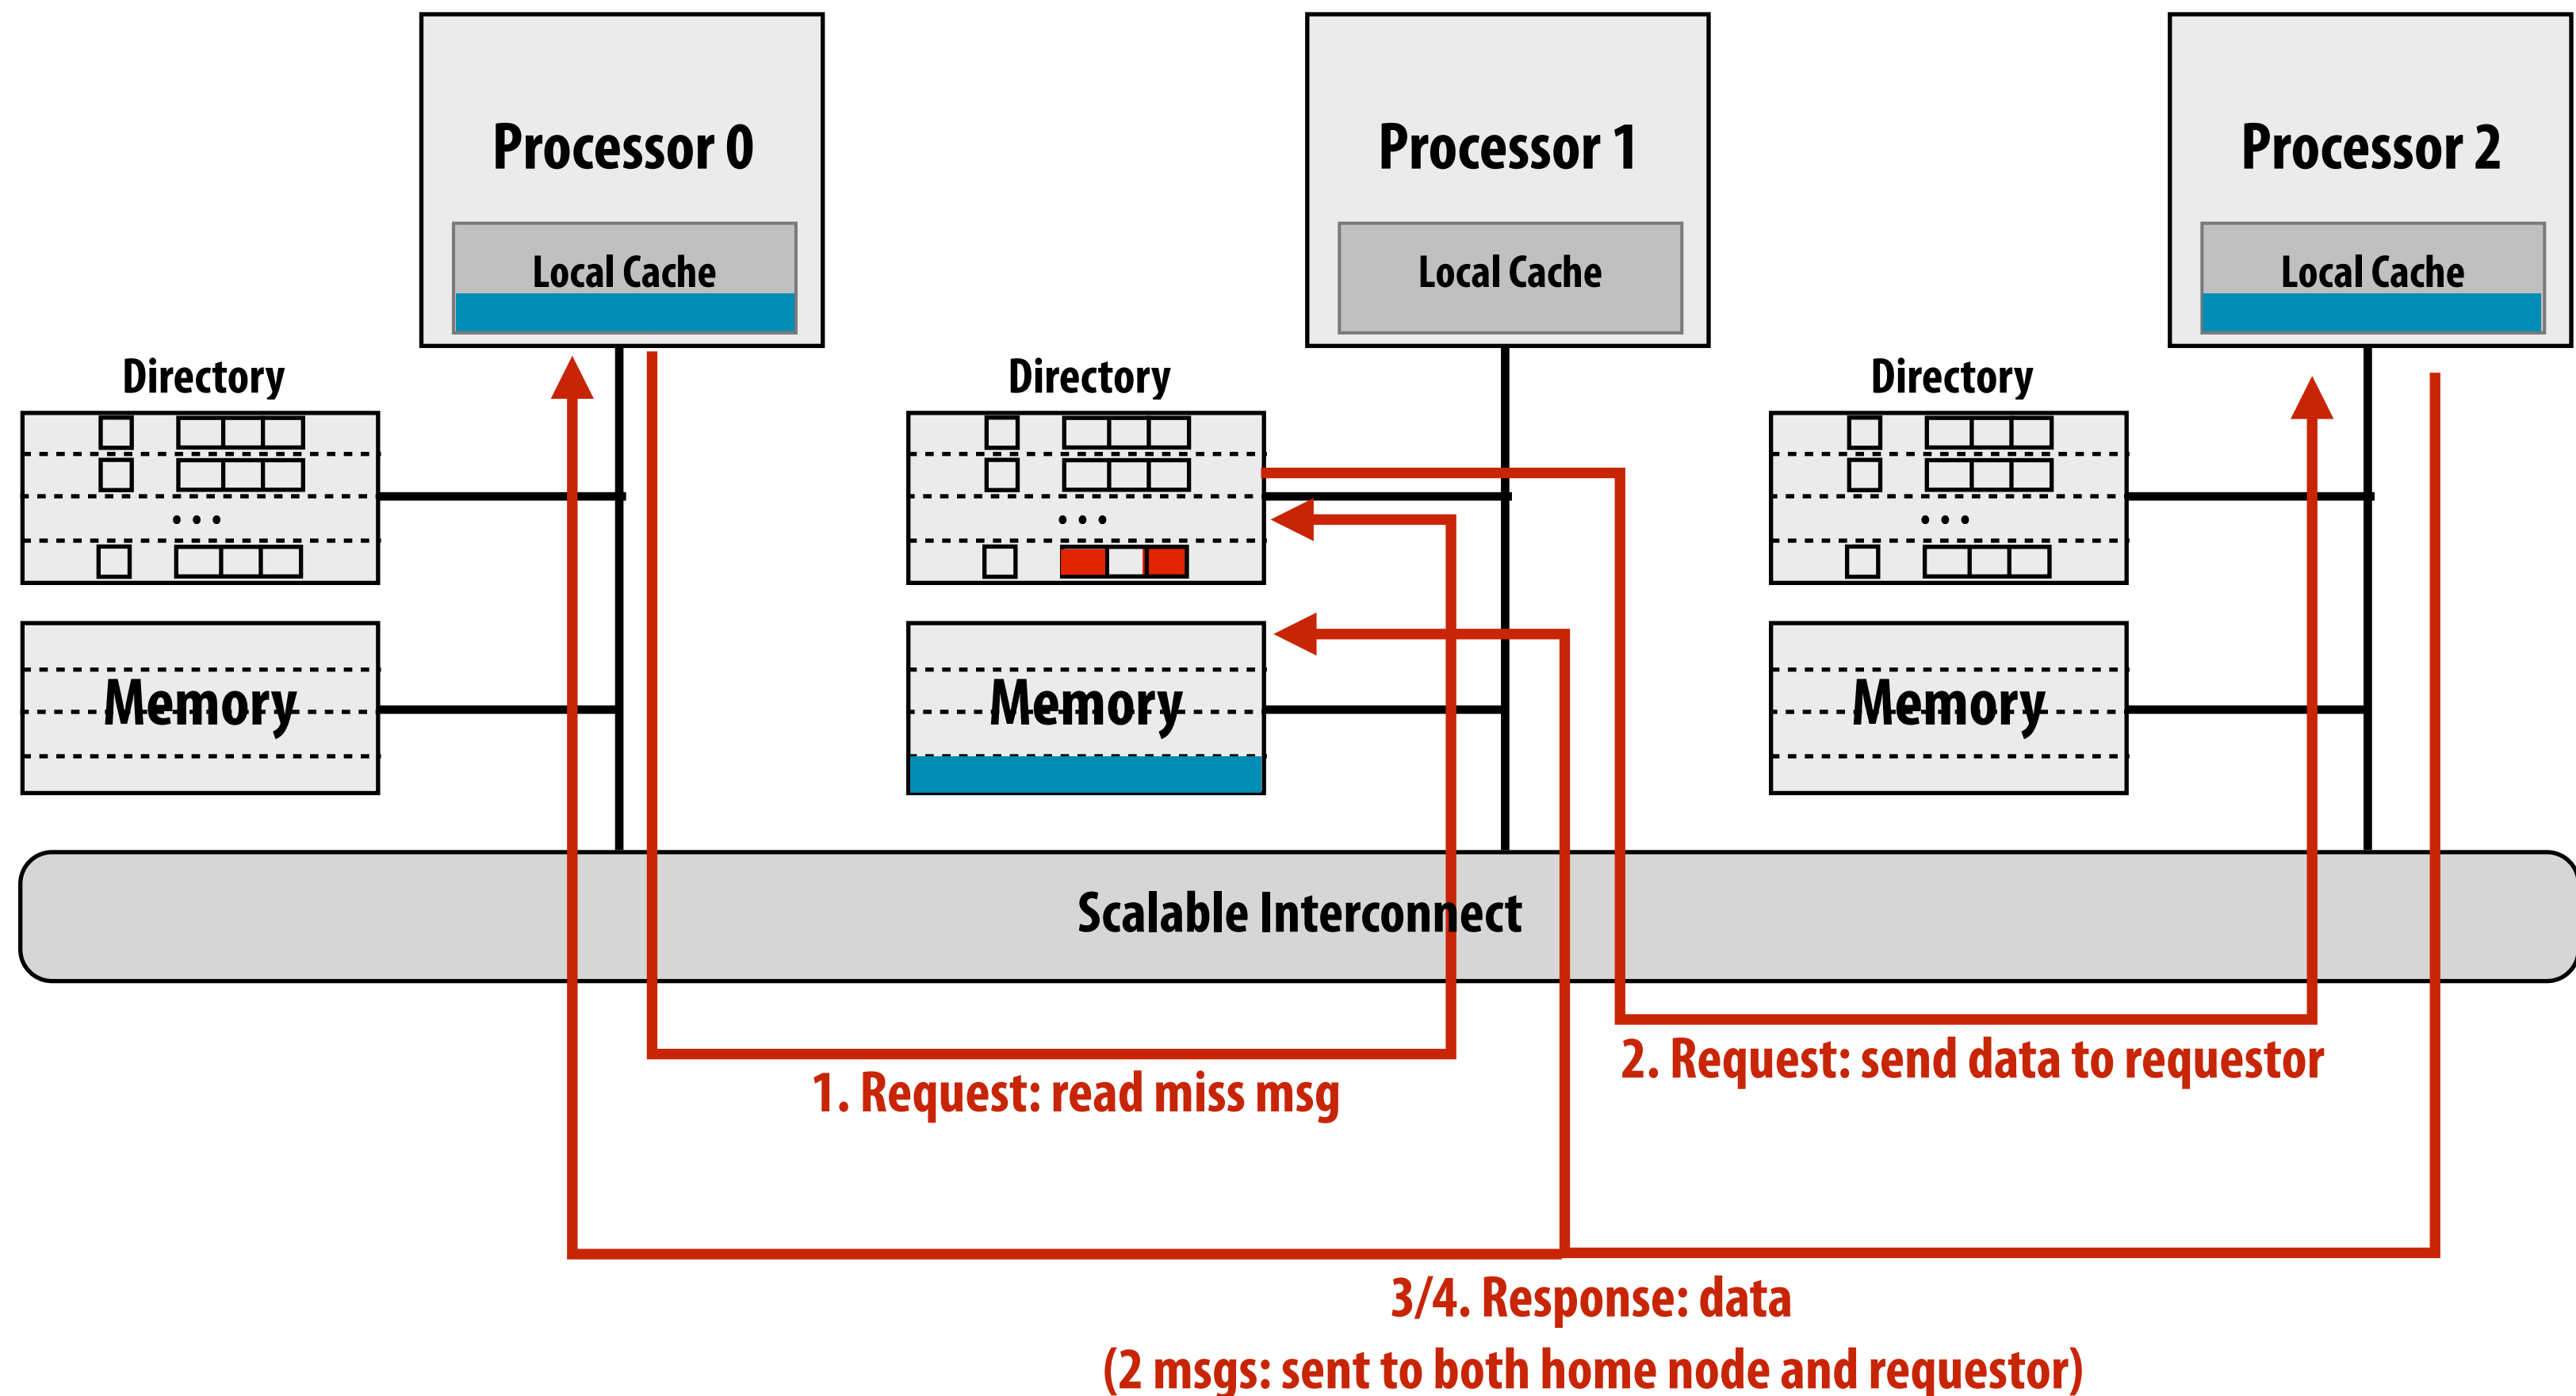 Processor 0
Processor 1
Processor 2
Local Cache
Local Cache
Local Cache
Directory
Directory
Directory
• • •
• • •
• • •
Memory
Memory
Memory
Scalable Interconnect
1. Request: read miss msg
2. Request: send data to requestor
3/4. Response: data
(2 msgs: sent to both home node and requestor)